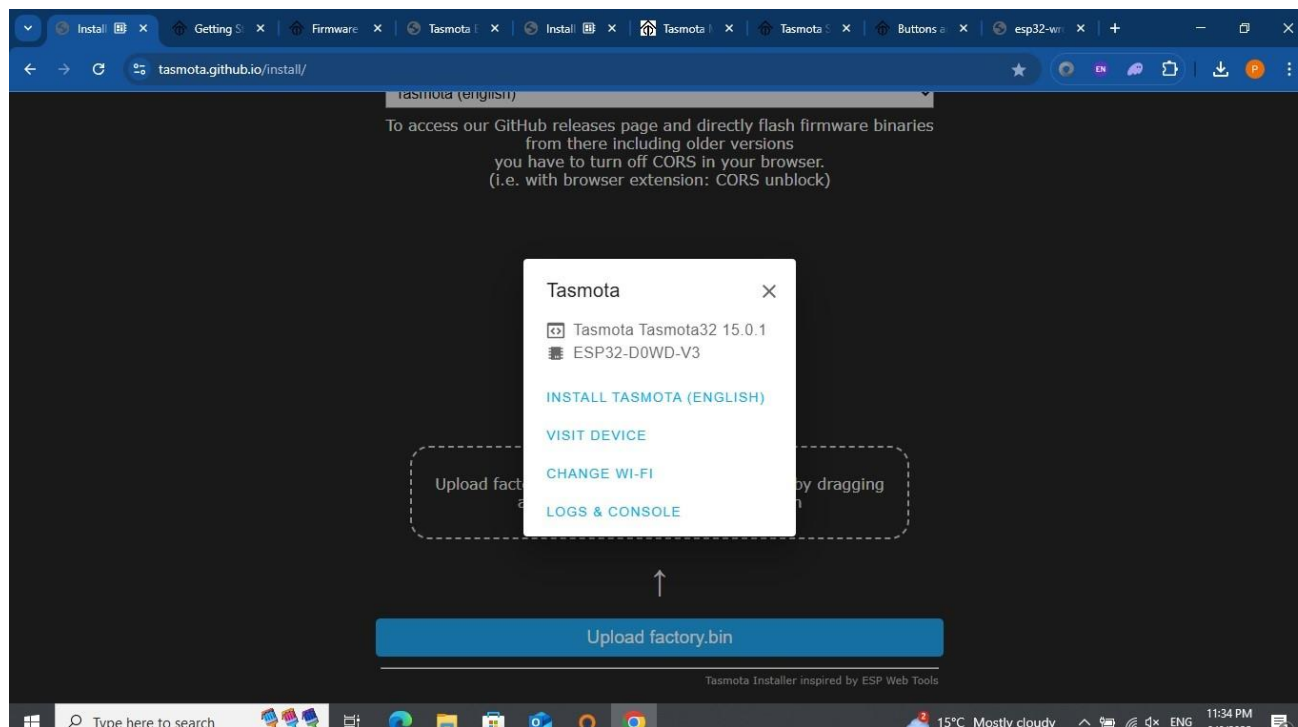 Install
Getting S
Firmware
Tasmota
Install
Tasmota
Tasmota S
Buttons a
esp32-wr
tasmota.github.io/install/
EN
P
Tasmota (english)
To access our GitHub releases page and directly flash firmware binaries
from there including older versions
you have to turn off CORS in your browser.
(i.e. with browser extension: CORS unblock)
Tasmota
Tasmota Tasmota32 15.0.1
ESP32-D0WD-V3
INSTALL TASMOTA (ENGLISH)
VISIT DEVICE
CHANGE WI-FI
LOGS & CONSOLE
Upload fact by dragging
Upload factory.bin
Tasmota Installer inspired by ESP Web Tools
Type here to search
2
15°C Mostly cloudy
ENG
11:34 PM